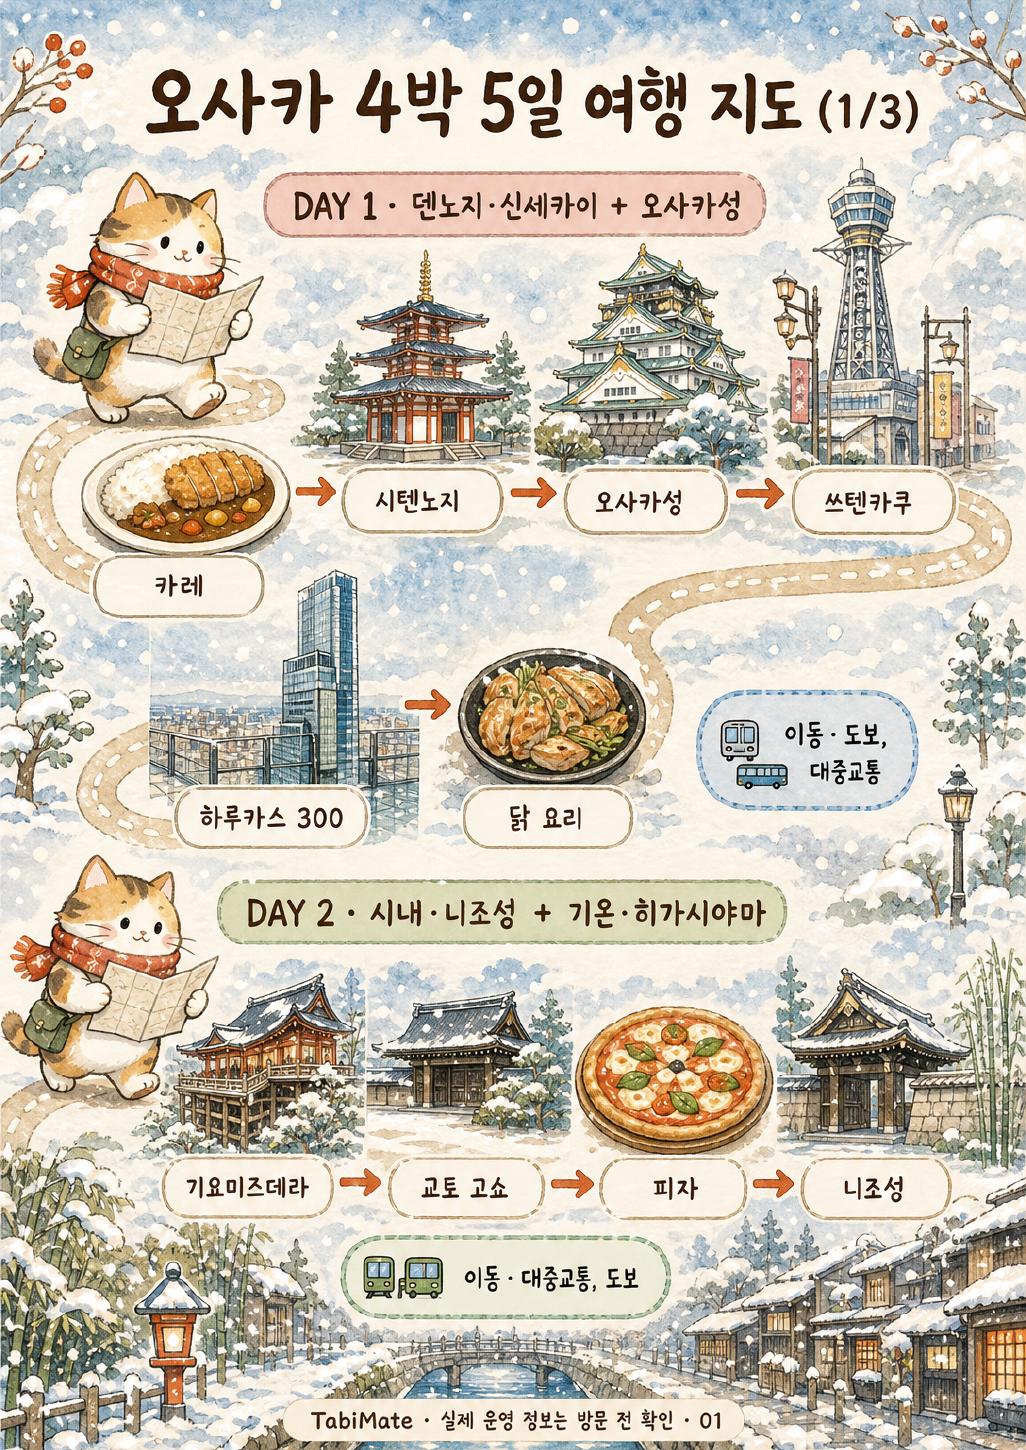 오사카 4박 5일 여행 지도 (1/3)
DAY 1 · 덴노지·신세카이 + 오사카성
카레
시텐노지
오사카성
쓰텐카쿠
하루카스 300
닭 요리
이동 · 도보,
대중교통
DAY 2 · 시내·니조성 + 기온·히가시야마
기요미즈데라
교토 고쇼
피자
니조성
이동 · 대중교통, 도보
TabiMate · 실제 운영 정보는 방문 전 확인 · 01